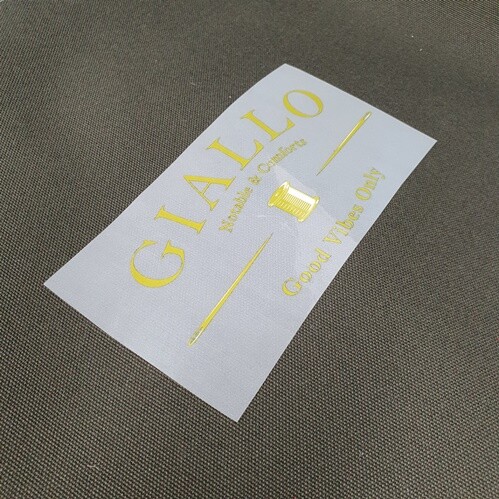 GIALLO
Notable & Comforts
Good Vibes Only